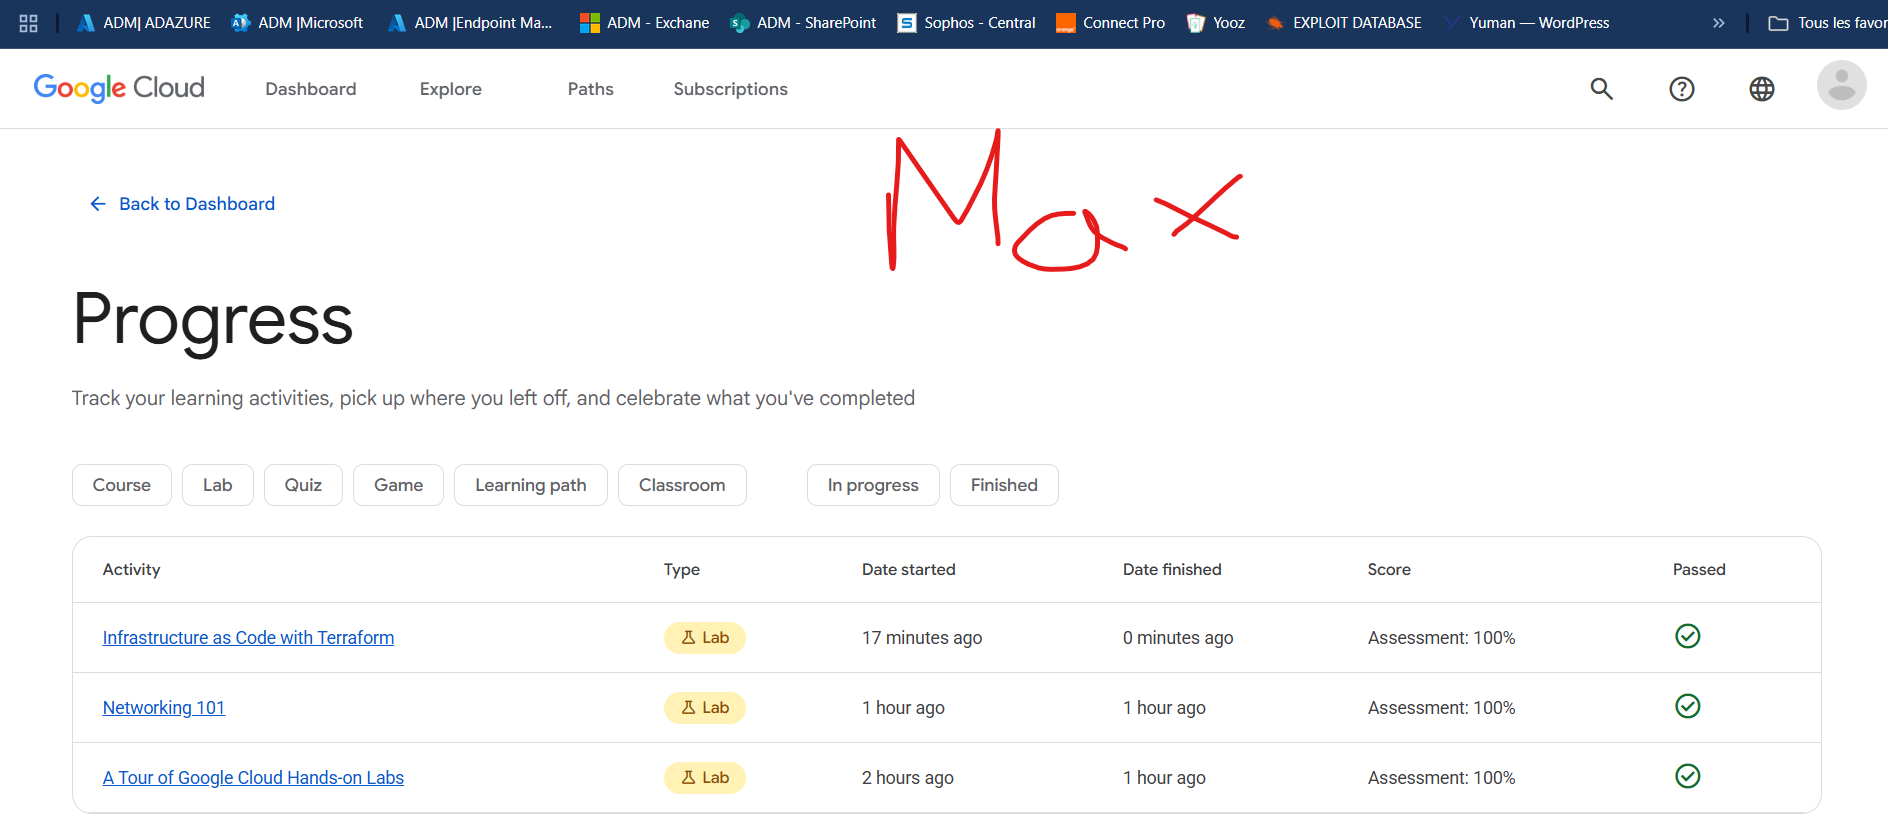 ADM| ADAZURE ADM |Microsoft ADM |Endpoint Ma... ADM - Exchane ADM - SharePoint Sophos - Central Connect Pro Yooz EXPLOIT DATABASE Yuman — WordPress » Tous les favor
Google Cloud Dashboard Explore Paths Subscriptions
Max
Back to Dashboard
Progress
Track your learning activities, pick up where you left off, and celebrate what you've completed
Course Lab Quiz Game Learning path Classroom In progress Finished
Activity Type Date started Date finished Score Passed
Infrastructure as Code with Terraform Lab 17 minutes ago 0 minutes ago Assessment: 100%
Networking 101 Lab 1 hour ago 1 hour ago Assessment: 100%
A Tour of Google Cloud Hands-on Labs Lab 2 hours ago 1 hour ago Assessment: 100%